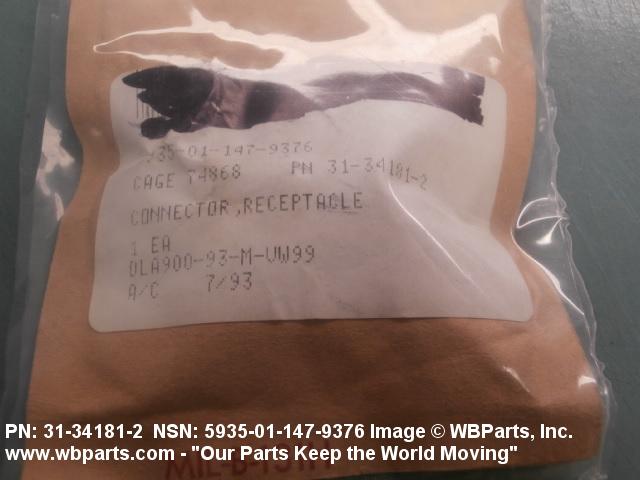 935-01-147-9376
CAGE 74868 PN 31-34181-2
CONNECTOR,RECEPTACLE
1 EA
DLA900-93-M-VW99
A/C 7/93
PN: 31-34181-2 NSN: 5935-01-147-9376 Image © WBParts, Inc.
www.wbparts.com - "Our Parts Keep the World Moving"